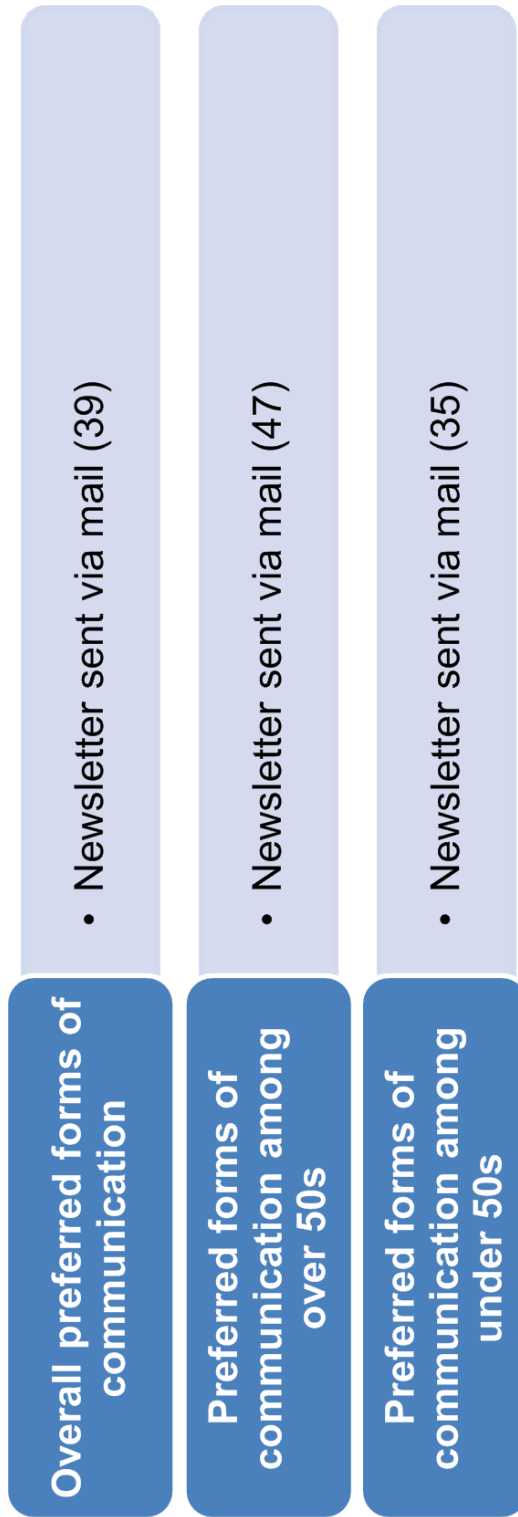 Overall preferred forms of
communication
• Newsletter sent via mail (39)
Preferred forms of
communication among
over 50s
• Newsletter sent via mail (47)
Preferred forms of
communication among
under 50s
• Newsletter sent via mail (35)